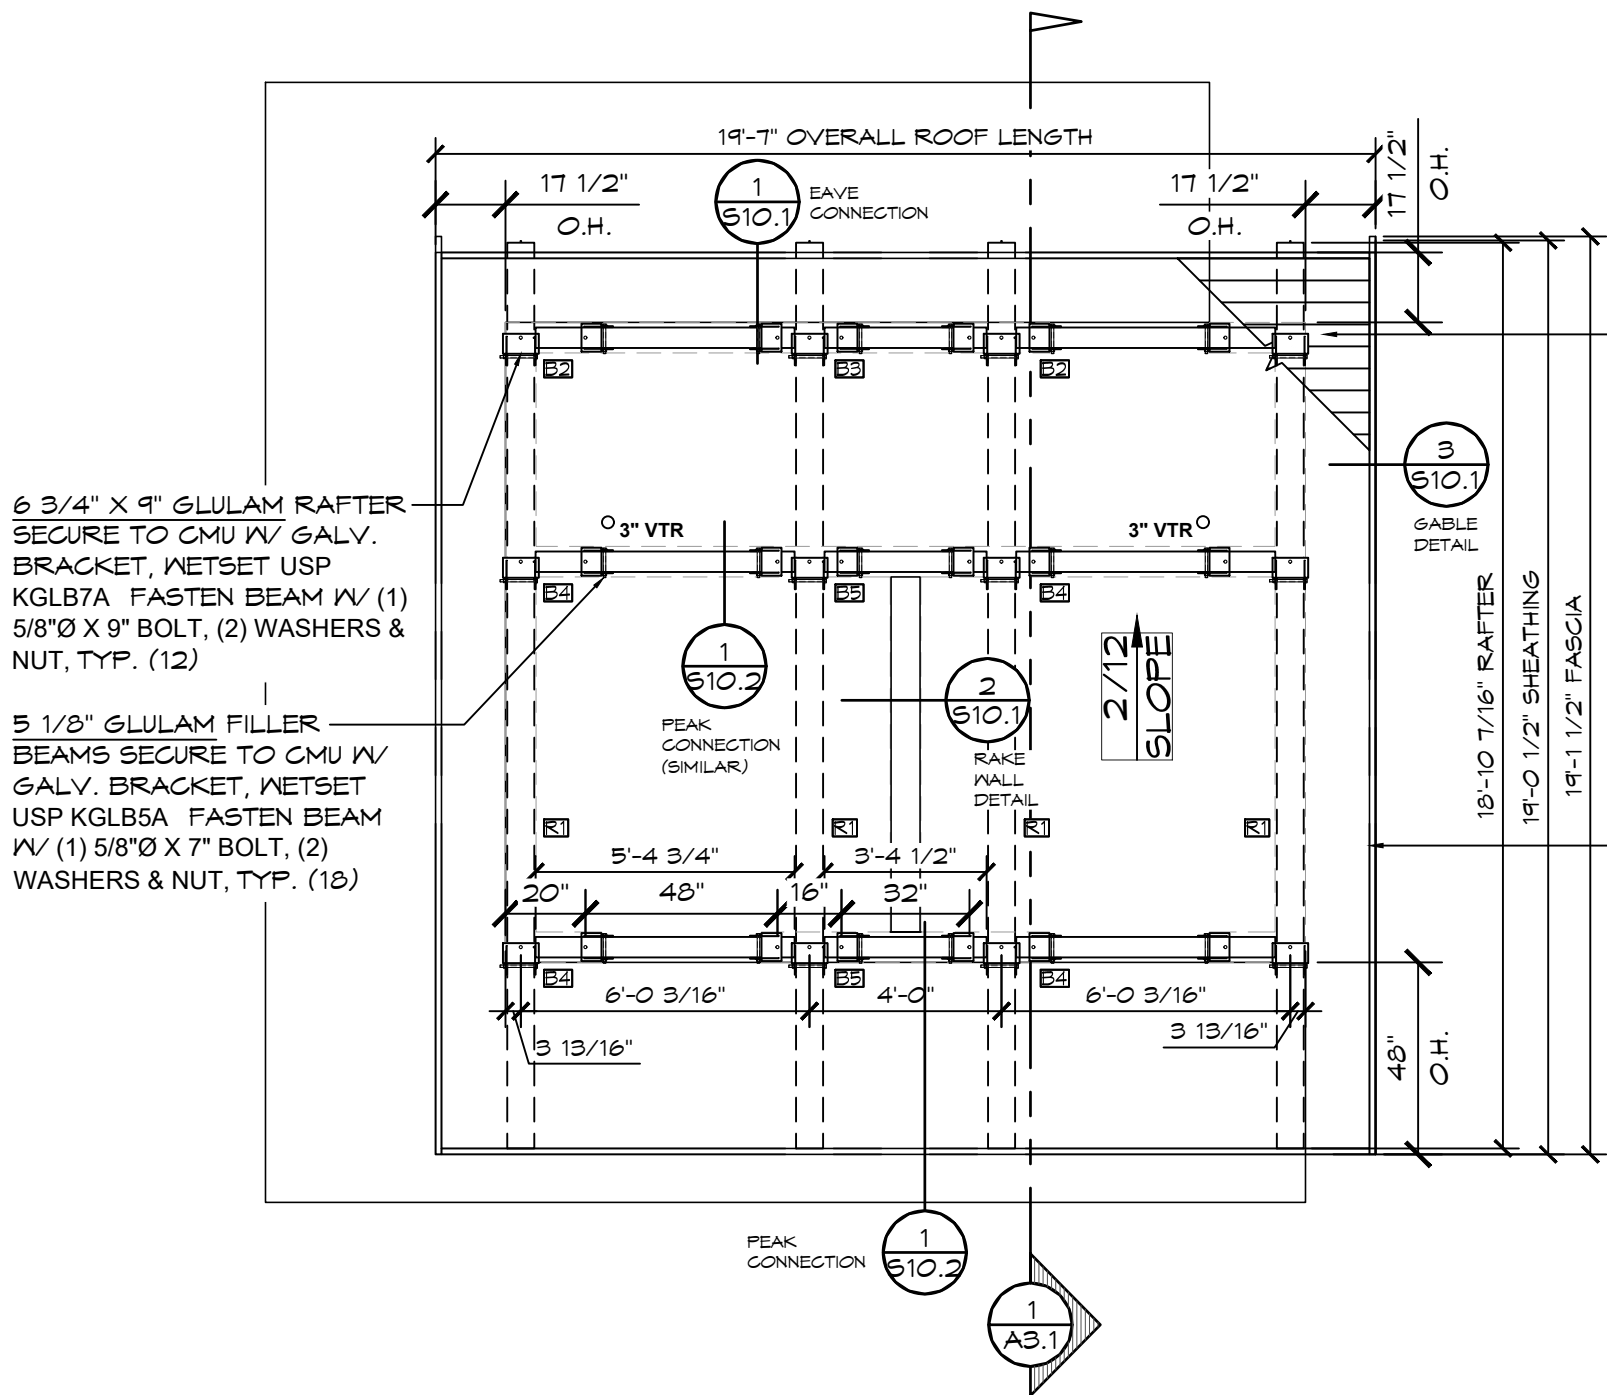 19'-7" OVERALL ROOF LENGTH
17 1/2"
O.H.
1
S10.1
EAVE
CONNECTION
17 1/2"
O.H.
17 1/2"
O.H.
B2
B3
B2
3
S10.1
GABLE
DETAIL
6 3/4" X 9" GLULAM RAFTER
SECURE TO CMU W/ GALV.
BRACKET, WETSET USP
KGLB7A FASTEN BEAM W/ (1)
5/8"Ø X 9" BOLT, (2) WASHERS &
NUT, TYP. (12)
3" VTR
3" VTR
B4
B5
B4
1
S10.2
PEAK
CONNECTION
(SIMILAR)
2
S10.1
RAKE
WALL
DETAIL
2/12
SLOPE
18'-10 7/16" RAFTER
19'-0 1/2" SHEATHING
19'-1 1/2" FASCIA
5 1/8" GLULAM FILLER
BEAMS SECURE TO CMU W/
GALV. BRACKET, WETSET
USP KGLB5A FASTEN BEAM
W/ (1) 5/8"Ø X 7" BOLT, (2)
WASHERS & NUT, TYP. (18)
R1
R1
R1
R1
5'-4 3/4"
3'-4 1/2"
20"
48"
16"
32"
B4
B5
B4
6'-0 3/16"
4'-0"
6'-0 3/16"
3 13/16"
3 13/16"
48"
O.H.
PEAK
CONNECTION
1
S10.2
1
A3.1